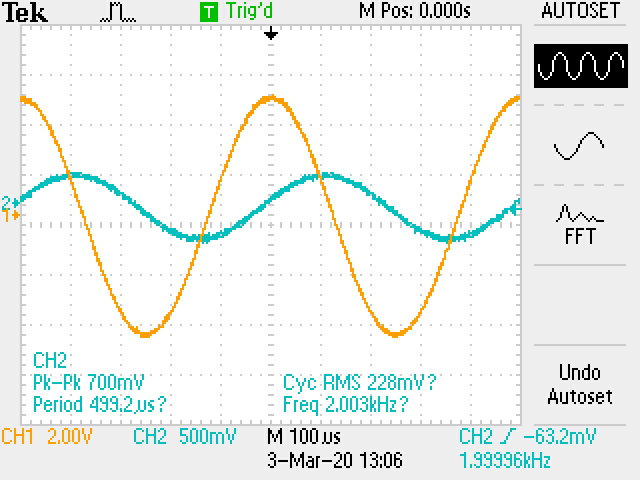 Tek T Trig'd M Pos: 0.000s AUTOSET
2
1
FFT
CH2
Pk-Pk 700mV Cyc RMS 228mV?
Period 499.2µs? Freq 2.003kHz?
Undo
Autoset
CH1 2.00V CH2 500mV M 100µs CH2 -63.2mV
3-Mar-20 13:06 1.99996kHz